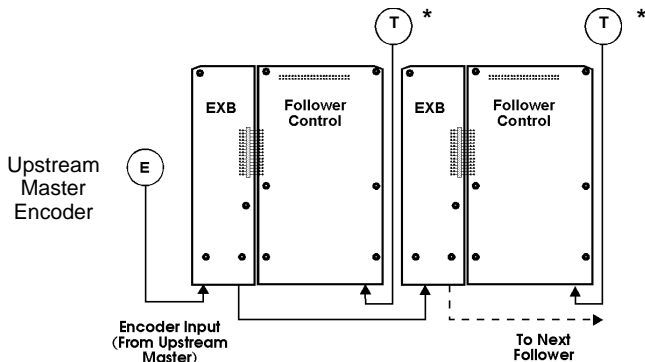 T *
T *
EXB
Follower
Control
EXB
Follower
Control
Upstream
Master
Encoder
E
Encoder Input
(From Upstream
Master)
To Next
Follower